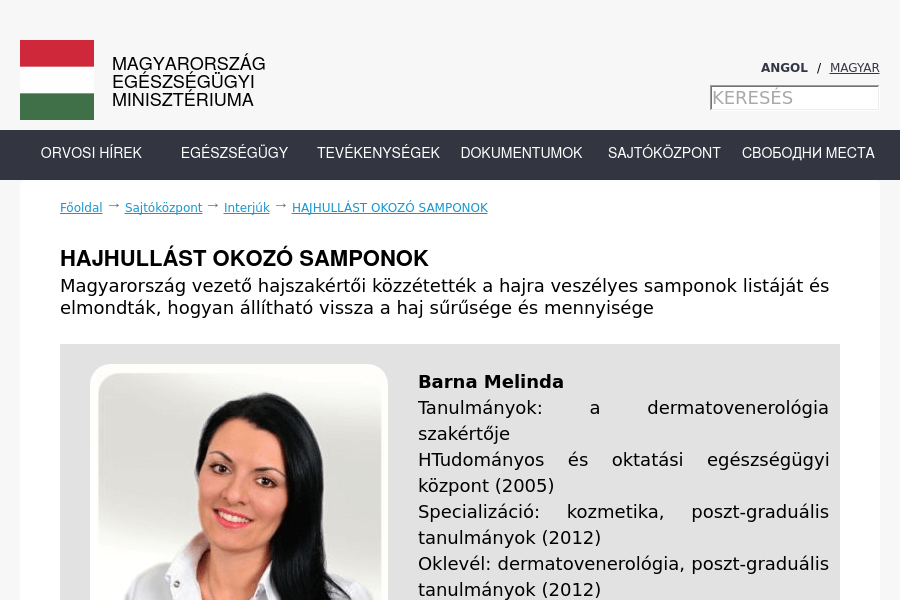 MAGYARORSZÁG
EGÉSZSÉGÜGYI
MINISZTÉRIUMA
ANGOL / MAGYAR
KERESÉS
ORVOSI HÍREK EGÉSZSÉGÜGY TEVÉKENYSÉGEK DOKUMENTUMOK SAJTÓKÖZPONT СВОБОДНИ МЕСТА
Főoldal → Sajtóközpont → Interjúk → HAJHULLÁST OKOZÓ SAMPONOK
HAJHULLÁST OKOZÓ SAMPONOK
Magyarország vezető hajszakértői közzétették a hajra veszélyes samponok listáját és
elmondták, hogyan állítható vissza a haj sűrűsége és mennyisége
Barna Melinda
Tanulmányok: a dermatovenerológia
szakértője
HTudományos és oktatási egészségügyi
központ (2005)
Specializáció: kozmetika, poszt-graduális
tanulmányok (2012)
Oklevél: dermatovenerológia, poszt-graduális
tanulmányok (2012)